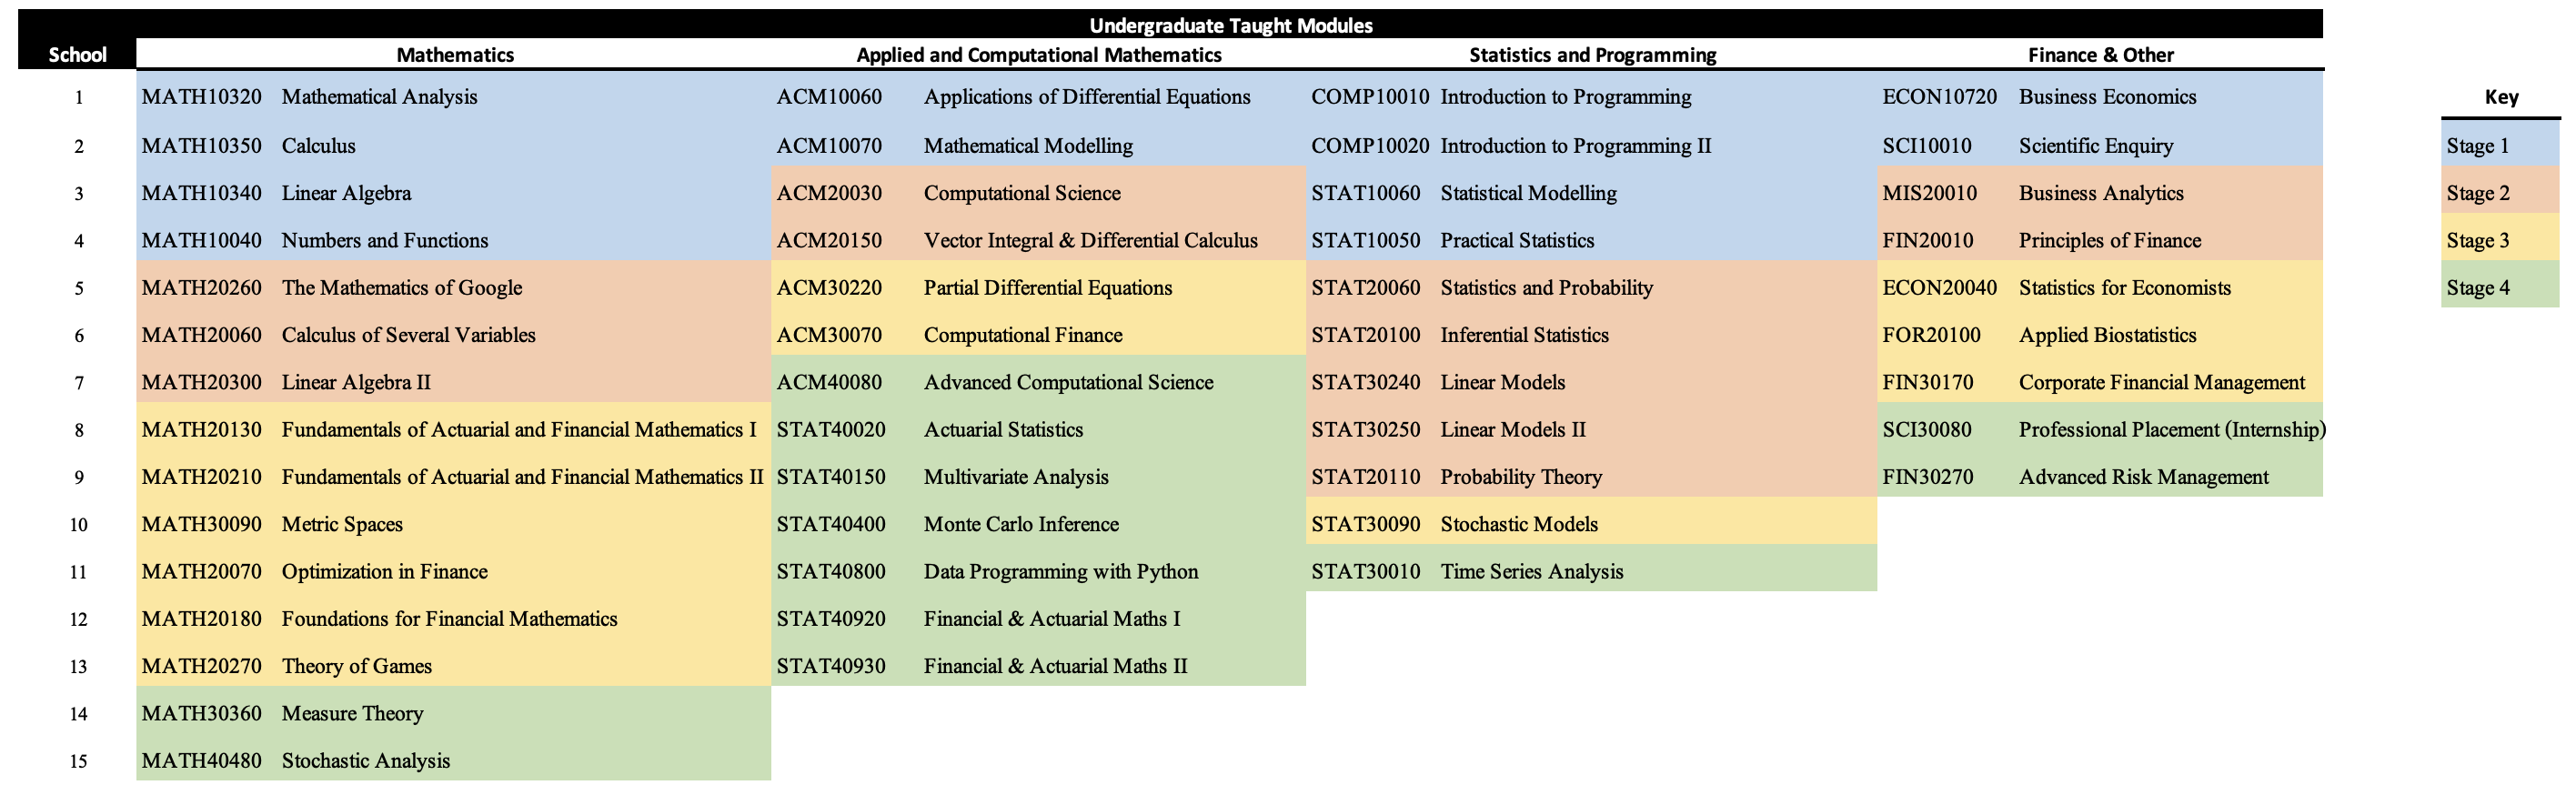 Undergraduate Taught Modules
School Mathematics Applied and Computational Mathematics Statistics and Programming Finance & Other
1 MATH10320 Mathematical Analysis ACM10060 Applications of Differential Equations COMP10010 Introduction to Programming ECON10720 Business Economics Key
2 MATH10350 Calculus ACM10070 Mathematical Modelling COMP10020 Introduction to Programming II SCI10010 Scientific Enquiry Stage 1
3 MATH10340 Linear Algebra ACM20030 Computational Science STAT10060 Statistical Modelling MIS20010 Business Analytics Stage 2
4 MATH10040 Numbers and Functions ACM20150 Vector Integral & Differential Calculus STAT10050 Practical Statistics FIN20010 Principles of Finance Stage 3
5 MATH20260 The Mathematics of Google ACM30220 Partial Differential Equations STAT20060 Statistics and Probability ECON20040 Statistics for Economists Stage 4
6 MATH20060 Calculus of Several Variables ACM30070 Computational Finance STAT20100 Inferential Statistics FOR20100 Applied Biostatistics
7 MATH20300 Linear Algebra II ACM40080 Advanced Computational Science STAT30240 Linear Models FIN30170 Corporate Financial Management
8 MATH20130 Fundamentals of Actuarial and Financial Mathematics I STAT40020 Actuarial Statistics STAT30250 Linear Models II SCI30080 Professional Placement (Internship)
9 MATH20210 Fundamentals of Actuarial and Financial Mathematics II STAT40150 Multivariate Analysis STAT20110 Probability Theory FIN30270 Advanced Risk Management
10 MATH30090 Metric Spaces STAT40400 Monte Carlo Inference STAT30090 Stochastic Models
11 MATH20070 Optimization in Finance STAT40800 Data Programming with Python STAT30010 Time Series Analysis
12 MATH20180 Foundations for Financial Mathematics STAT40920 Financial & Actuarial Maths I
13 MATH20270 Theory of Games STAT40930 Financial & Actuarial Maths II
14 MATH30360 Measure Theory
15 MATH40480 Stochastic Analysis